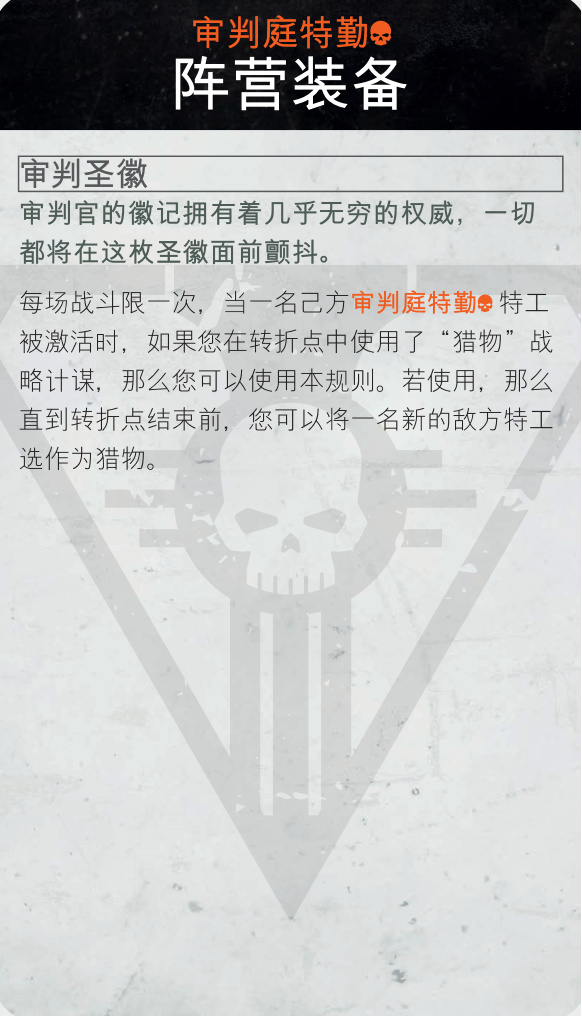 审判庭特勤
阵营装备
审判圣徽
审判官的徽记拥有着几乎无穷的权威，一切
都将在这枚圣徽面前颤抖。
每场战斗限一次，当一名己方审判庭特勤 特工
被激活时，如果您在转折点中使用了“猎物”战
略计谋，那么您可以使用本规则。若使用，那么
直到转折点结束前，您可以将一名新的敌方特工
选作为猎物。